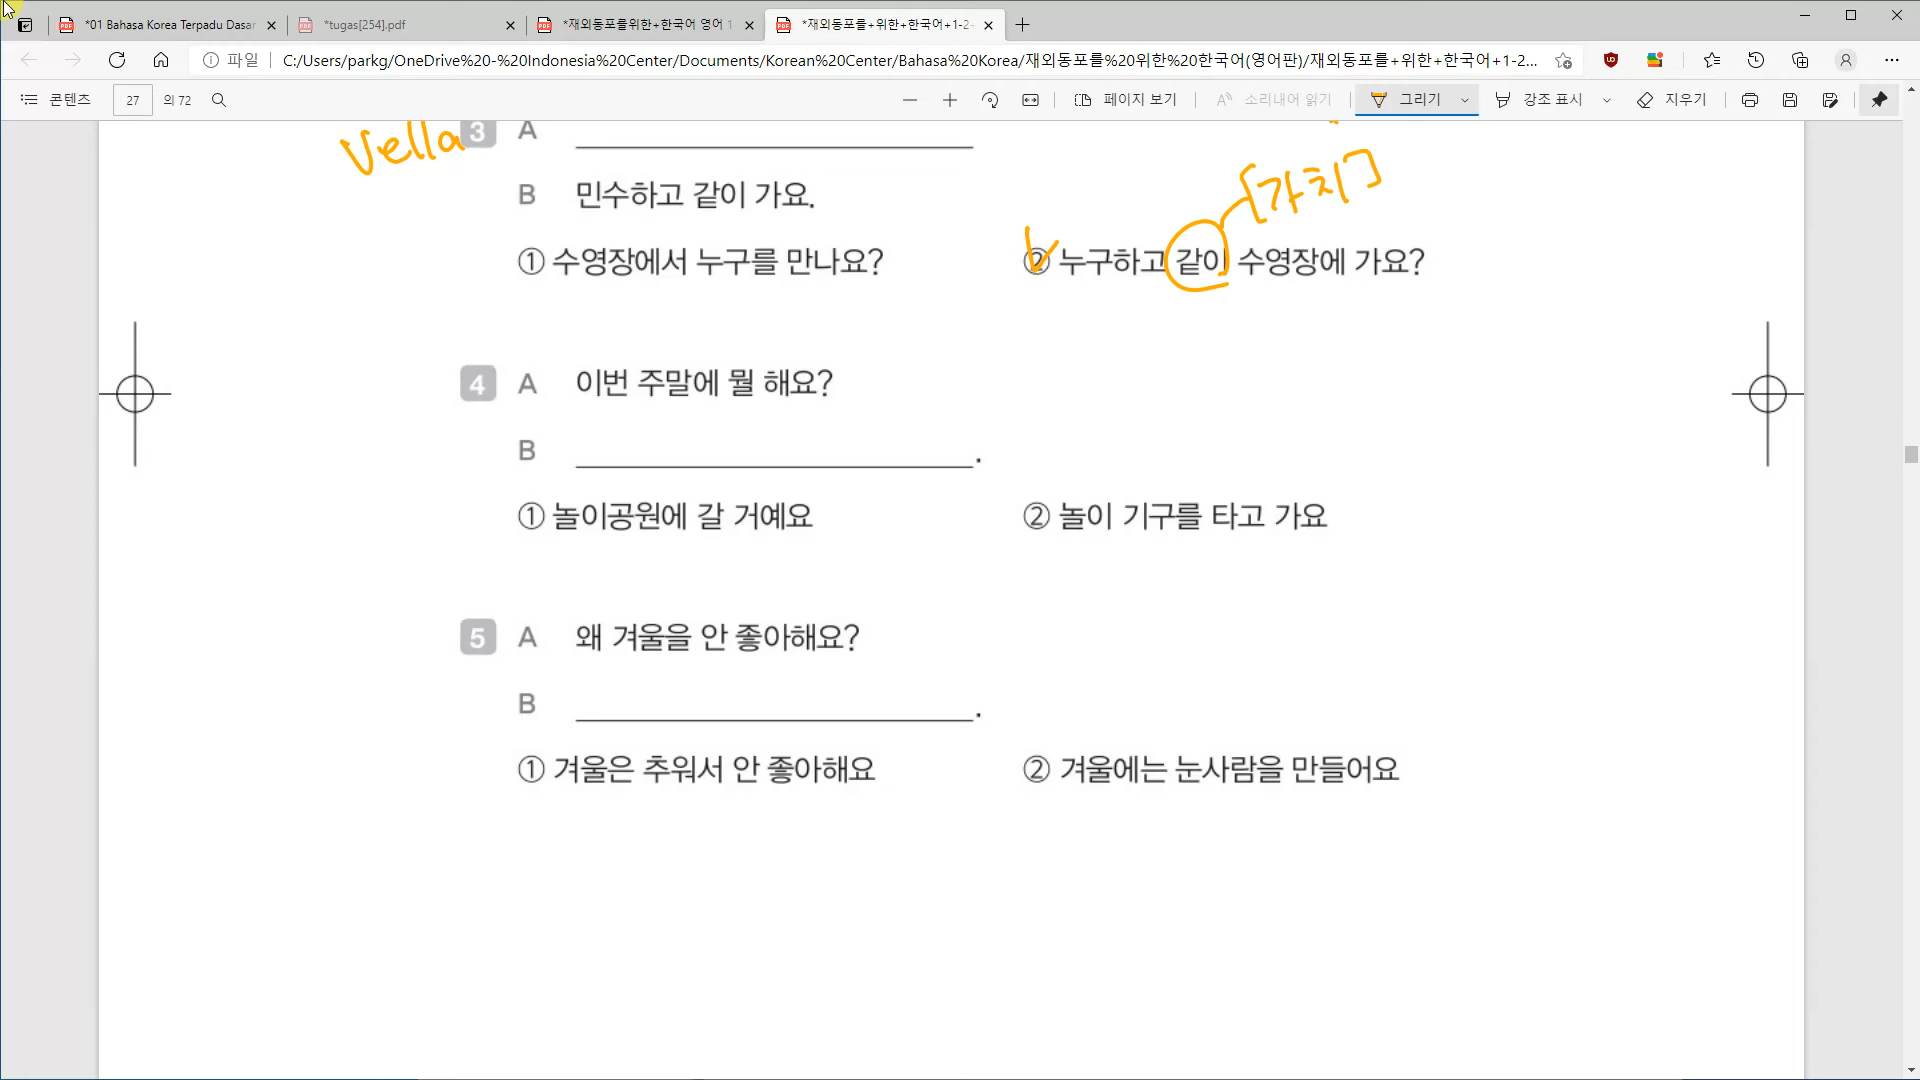 *01 Bahasa Korea Terpadu Dasar
*tugas[254].pdf
*재외동포를위한+한국어 영어 1
*재외동포를+위한+한국어+1-2-
파일 C:/Users/parkg/OneDrive%20-%20Indonesia%20Center/Documents/Korean%20Center/Bahasa%20Korea/재외동포를%20위한%20한국어(영어판)/재외동포를+위한+한국어+1-2...
콘텐츠 27 의 72 페이지 보기 소리내어 읽기 그리기 강조 표시 지우기
Vella 3 A
[가치]
B 민수하고 같이 가요.
① 수영장에서 누구를 만나요? ② 누구하고 같이 수영장에 가요?
4 A 이번 주말에 뭘 해요?
B .
① 놀이공원에 갈 거예요 ② 놀이 기구를 타고 가요
5 A 왜 겨울을 안 좋아해요?
B .
① 겨울은 추워서 안 좋아해요 ② 겨울에는 눈사람을 만들어요